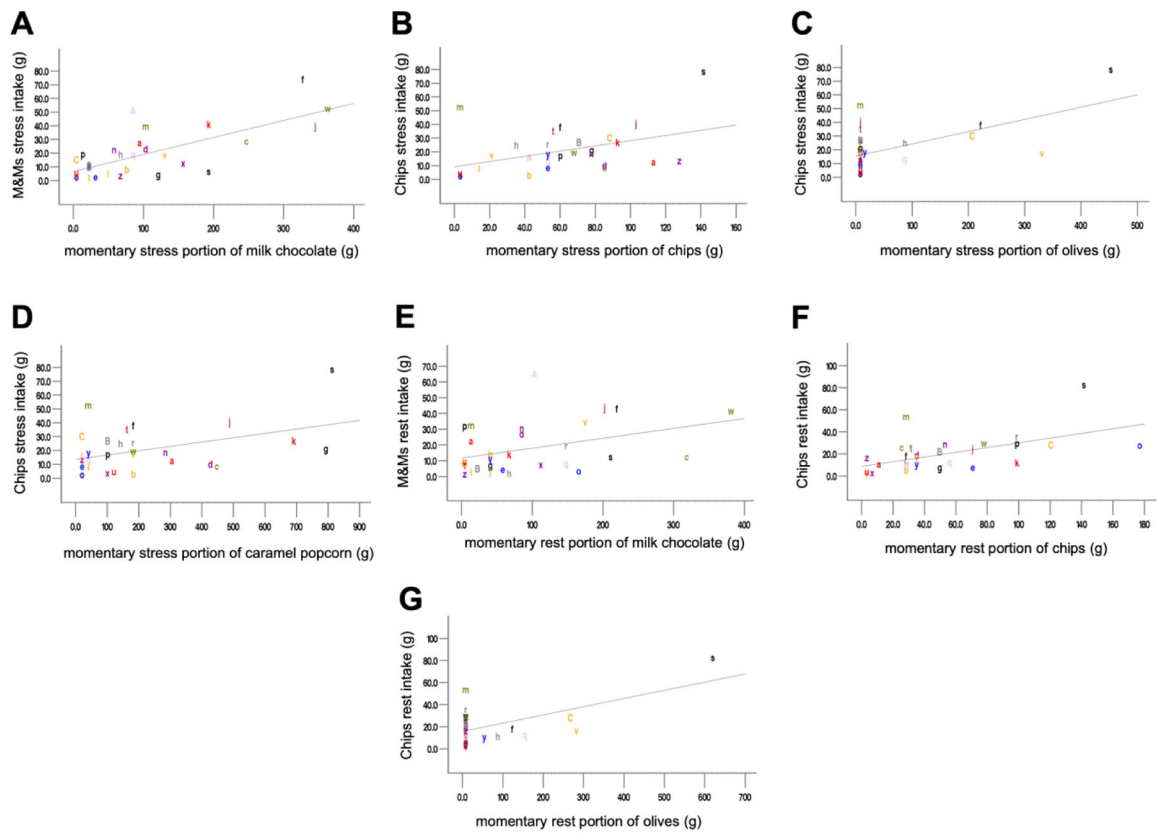 A
M&Ms stress intake (g)
80.0
70.0
60.0
50.0
40.0
30.0
20.0
10.0
0.0
0 100 200 300 400
momentary stress portion of milk chocolate (g)
B
Chips stress intake (g)
80.0
70.0
60.0
50.0
40.0
30.0
20.0
10.0
0.0
0.0 20.0 40.0 60.0 80.0 100 120 140 160
momentary stress portion of chips (g)
C
Chips stress intake (g)
80.0
70.0
60.0
50.0
40.0
30.0
20.0
10.0
0.0
0.0 100 200 300 400 500
momentary stress portion of olives (g)
D
Chips stress intake (g)
80.0
70.0
60.0
50.0
40.0
30.0
20.0
10.0
0.0
0.0 100 200 300 400 500 600 700 800 900
momentary stress portion of caramel popcorn (g)
E
M&Ms rest intake (g)
70.0
60.0
50.0
40.0
30.0
20.0
10.0
0.0
0.0 100 200 300 400
momentary rest portion of milk chocolate (g)
F
Chips rest intake (g)
100
80.0
60.0
40.0
20.0
0.0
0.0 20.0 40.0 60.0 80.0 100 120 140 160 180
momentary rest portion of chips (g)
G
Chips rest intake (g)
100
80.0
60.0
40.0
20.0
0.0
0.0 100 200 300 400 500 600 700
momentary rest portion of olives (g)